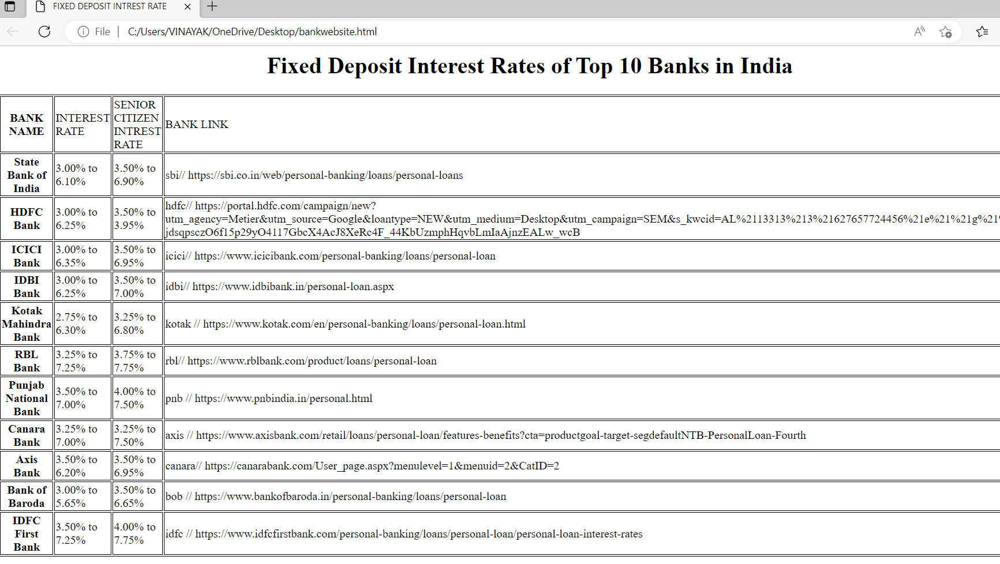 FIXED DEPOSIT INTREST RATE
File | C:/Users/VINAYAK/OneDrive/Desktop/bankwebsite.html
Fixed Deposit Interest Rates of Top 10 Banks in India
BANK
NAME
INTEREST
RATE
SENIOR
CITIZEN
INTREST
RATE
BANK LINK
State
Bank of
India
3.00% to
6.10%
3.50% to
6.90%
sbi// https://sbi.co.in/web/personal-banking/loans/personal-loans
HDFC
Bank
3.00% to
6.25%
3.50% to
3.95%
hdfc// https://portal.hdfc.com/campaign/new?
utm_agency=Metier&utm_source=Google&loantype=NEW&utm_medium=Desktop&utm_campaign=SEM&s_kwcid=AL%2113313%213%21627657724456%21e%21%21g%219
jdsqpsczO6f15p29yO4117GbcX4AcJ8XeRc4F_44KbUzmphHqvbLmIaAjnzEALw_wcB
ICICI
Bank
3.00% to
6.35%
3.50% to
6.95%
icici// https://www.icicibank.com/personal-banking/loans/personal-loan
IDBI
Bank
3.00% to
6.25%
3.50% to
7.00%
idbi// https://www.idbibank.in/personal-loan.aspx
Kotak
Mahindra
Bank
2.75% to
6.30%
3.25% to
6.80%
kotak // https://www.kotak.com/en/personal-banking/loans/personal-loan.html
RBL
Bank
3.25% to
7.25%
3.75% to
7.75%
rbl// https://www.rblbank.com/product/loans/personal-loan
Punjab
National
Bank
3.50% to
7.00%
4.00% to
7.50%
pnb // https://www.pnbindia.in/personal.html
Canara
Bank
3.25% to
7.00%
3.25% to
7.50%
axis // https://www.axisbank.com/retail/loans/personal-loan/features-benefits?cta=productgoal-target-segdefaultNTB-PersonalLoan-Fourth
Axis
Bank
3.50% to
6.20%
3.50% to
6.95%
canara// https://canarabank.com/User_page.aspx?menulevel=1&menuid=2&CatID=2
Bank of
Baroda
3.00% to
5.65%
3.50% to
6.65%
bob // https://www.bankofbaroda.in/personal-banking/loans/personal-loan
IDFC
First
Bank
3.50% to
7.25%
4.00% to
7.75%
idfc // https://www.idfcfirstbank.com/personal-banking/loans/personal-loan/personal-loan-interest-rates